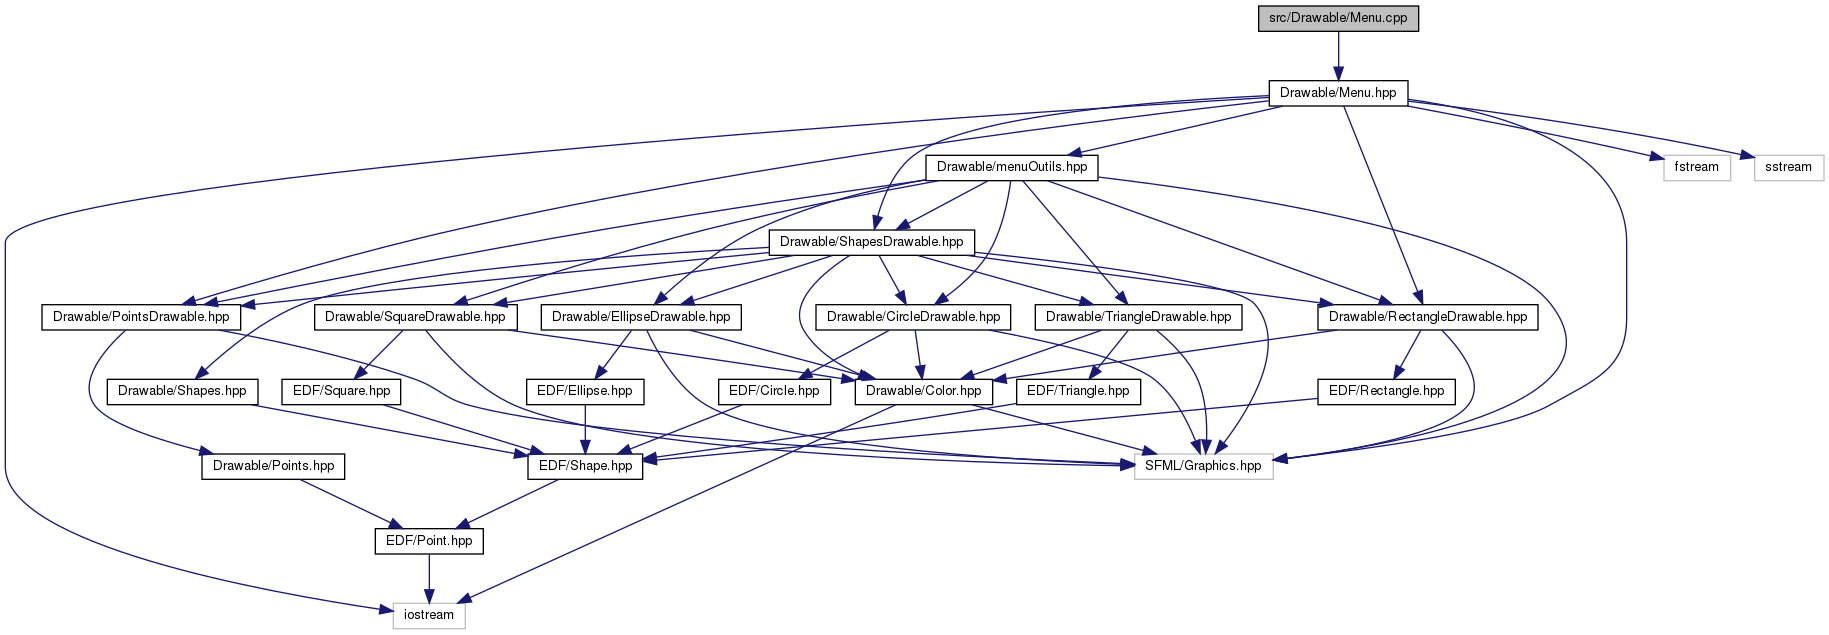 src/Drawable/Menu.cpp
Drawable/Menu.hpp
Drawable/menuOutils.hpp
fstream
sstream
Drawable/ShapesDrawable.hpp
Drawable/PointsDrawable.hpp
Drawable/SquareDrawable.hpp
Drawable/EllipseDrawable.hpp
Drawable/CircleDrawable.hpp
Drawable/TriangleDrawable.hpp
Drawable/RectangleDrawable.hpp
Drawable/Shapes.hpp
EDF/Square.hpp
EDF/Ellipse.hpp
EDF/Circle.hpp
Drawable/Color.hpp
EDF/Triangle.hpp
EDF/Rectangle.hpp
Drawable/Points.hpp
EDF/Shape.hpp
SFML/Graphics.hpp
EDF/Point.hpp
iostream